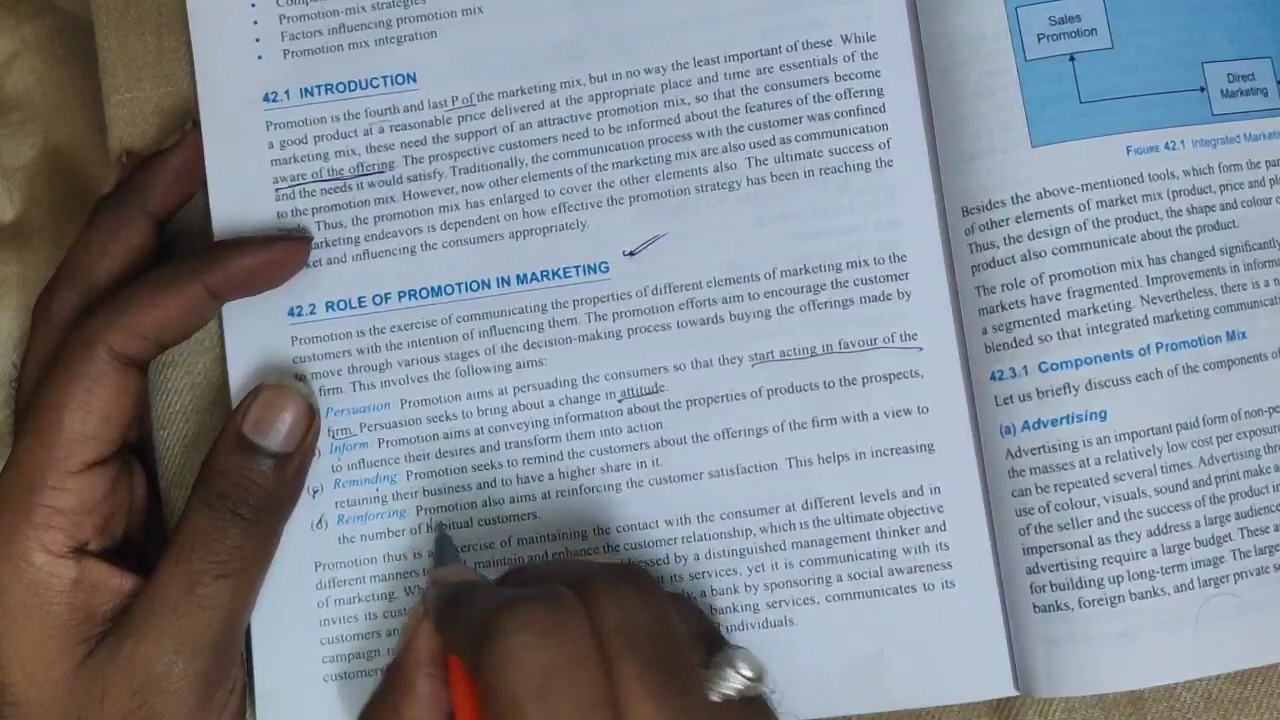 Promotion-mix strategies
Factors influencing promotion mix
Promotion mix integration
42.1 INTRODUCTION
Promotion is the fourth and last P of the marketing mix, but in no way the least important of these. While
a good product at a reasonable price delivered at the appropriate place and time are essentials of the
marketing mix, these need the support of an attractive promotion mix, so that the consumers become
aware of the offering. The prospective customers need to be informed about the features of the offering
and the needs it would satisfy. Traditionally, the communication process with the customer was confined
to the promotion mix. However, now other elements of the marketing mix are also used as communication
Thus, the promotion mix has enlarged to cover the other elements also. The ultimate success of
arketing endeavors is dependent on how effective the promotion strategy has been in reaching the
ket and influencing the consumers appropriately.
42.2 ROLE OF PROMOTION IN MARKETING
Promotion is the exercise of communicating the properties of different elements of marketing mix to the
customers with the intention of influencing them. The promotion efforts aim to encourage the customer
to move through various stages of the decision-making process towards buying the offerings made by
firm. This involves the following aims:
Persuasion: Promotion aims at persuading the consumers so that they start acting in favour of the
firm. Persuasion seeks to bring about a change in attitude.
Inform: Promotion aims at conveying information about the properties of products to the prospects,
to influence their desires and transform them into action.
Reminding: Promotion seeks to remind the customers about the offerings of the firm with a view to
retaining their business and to have a higher share in it.
(d) Reinforcing: Promotion also aims at reinforcing the customer satisfaction. This helps in increasing
the number of habitual customers.
Promotion thus is exercise of maintaining the contact with the consumer at different levels and in
different manners maintain and enhance the customer relationship, which is the ultimate objective
of marketing. ressed by a distinguished management thinker and
invites its its services, yet it is communicating with its
customers a bank by sponsoring a social awareness
campaign banking services, communicates to its
customers individuals.
Sales
Promotion
Direct
Marketing
FIGURE 42.1 Integrated
Besides the above-mentioned tools, which form the
of other elements of market mix (product, price and
Thus, the design of the product, the shape and colour
product also communicate about the product.
The role of promotion mix has changed significantly
markets have fragmented. Improvements in
a segmented marketing. Nevertheless, there is a
blended so that integrated marketing
42.3.1 Components of Promotion Mix
Let us briefly discuss each of the components
(a) Advertising
Advertising is an important paid form of
the masses at a relatively low cost per
can be repeated several times. Advertising
use of colour, visuals, sound and print make
of the seller and the success of the product
impersonal as they address a large audience
advertising require a large budget. These
for building up long-term image. The
banks, foreign banks, and larger private